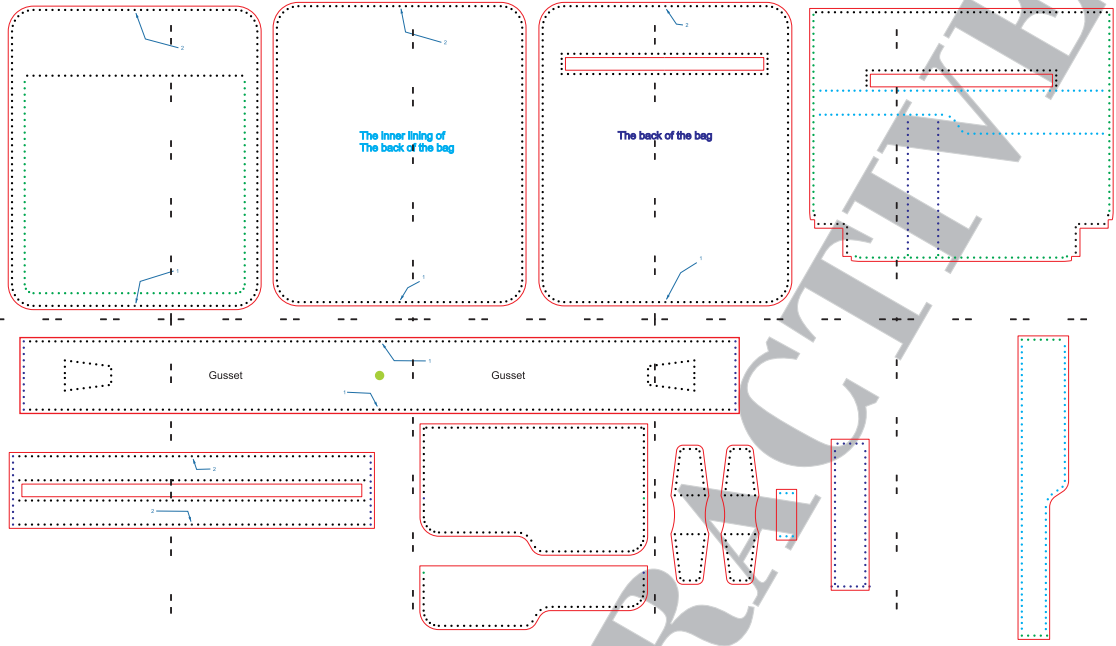 2
2
2
The inner lining of
The back of the bag
The back of the bag
1
1
1
1
Gusset
Gusset
1
2
2
RACTIVE